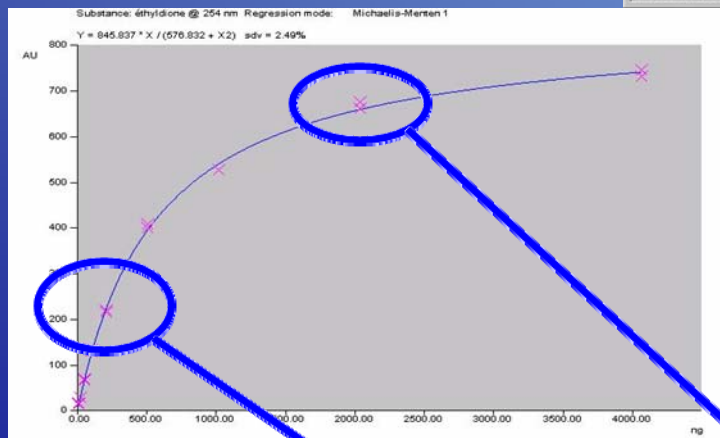 Substance: éthyldione @ 254 nm Regression mode: Michaelis-Menten 1
Y = 845.837 * X / (576.832 + X2) sdv = 2.49%
AU
800
700
600
500
400
200
100
0
0.00 500.00 1000.00 2000.00 2500.00 3000.00 3500.00 4000.00
ng